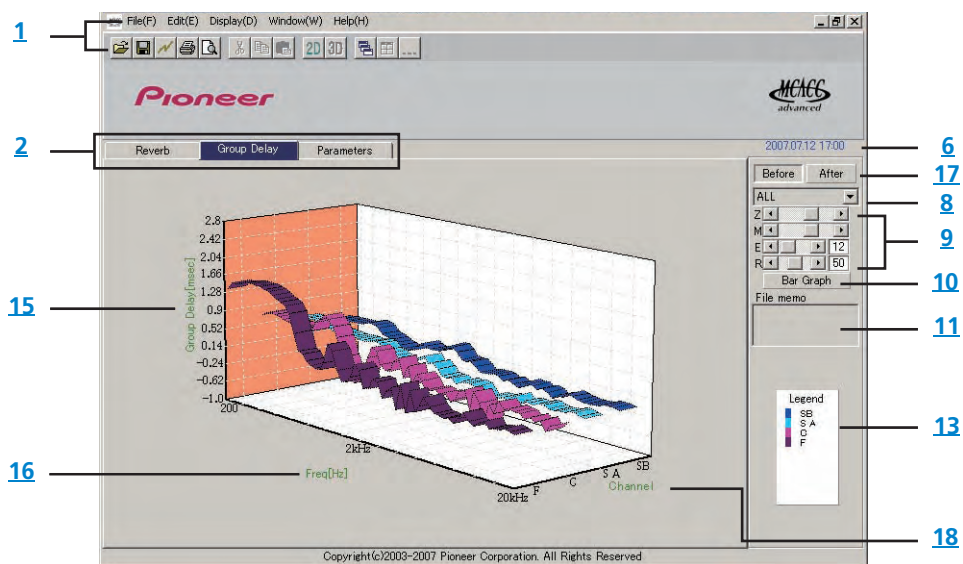 1
File(F) Edit(E) Display(D) Window(W) Help(H)
2D 3D ...
Pioneer
MCACC
advanced
2
Reverb Group Delay Parameters
2007.07.12 17:00
6
Before After
17
ALL
8
Z
M
E 12
R 50
9
Bar Graph
10
File memo
11
15
Group Delay[msec]
2.8
2.42
2.04
1.66
1.28
0.9
0.52
0.14
-0.24
-0.62
-1.0
200
2kHz
20kHz
16
Freq[Hz]
F
C
S A
SB
Channel
18
Legend
SB
S A
C
F
13
Copyright(c)2003-2007 Pioneer Corporation. All Rights Reserved